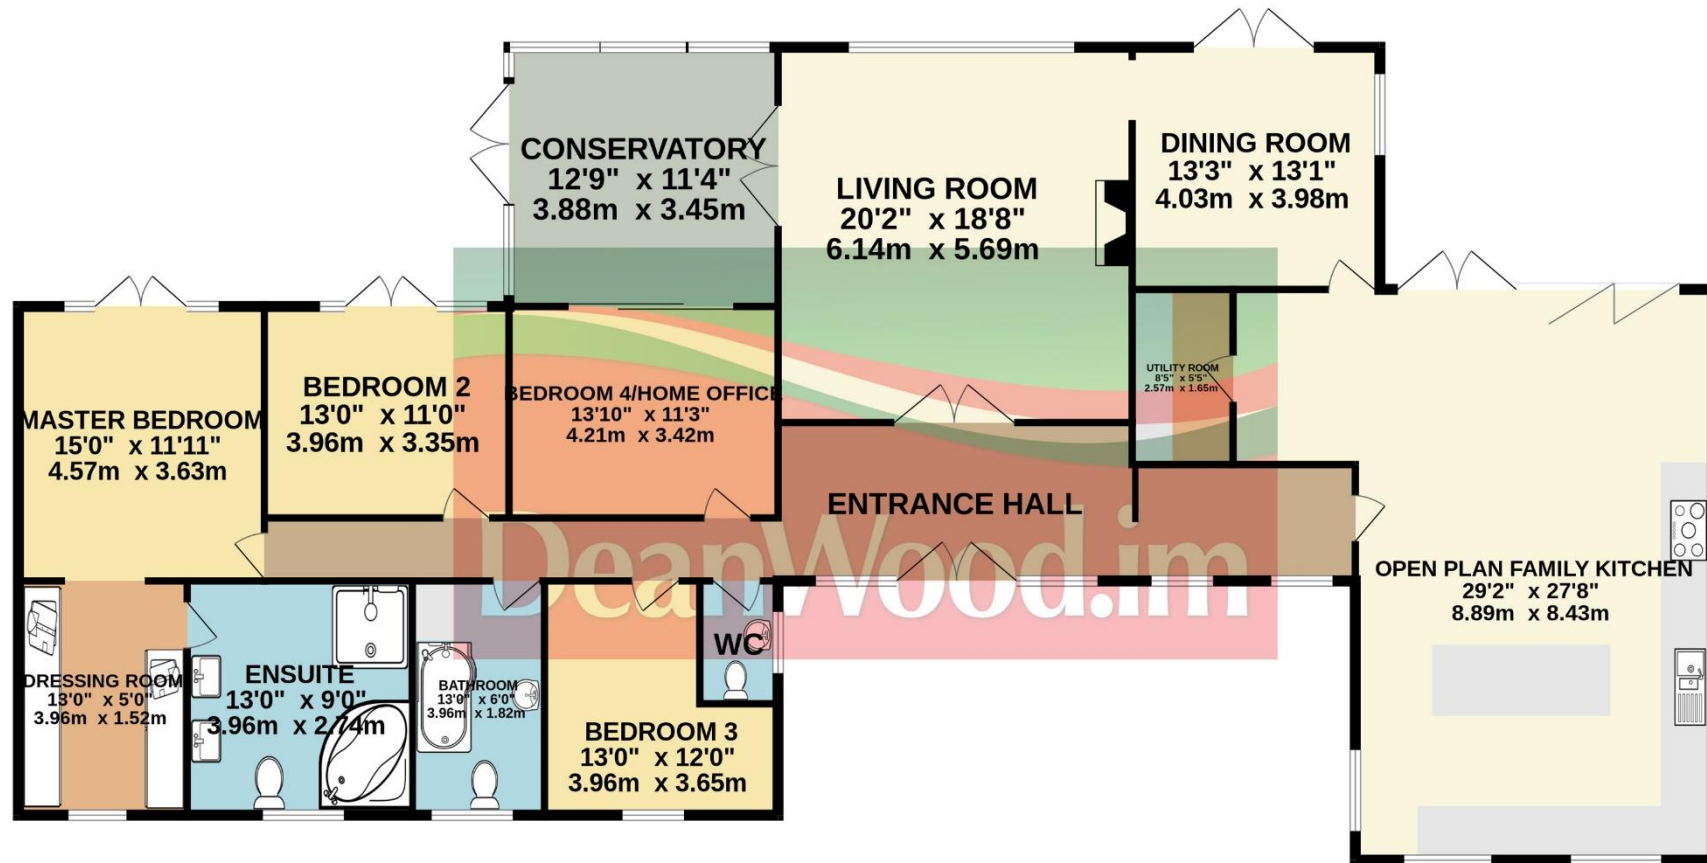 CONSERVATORY
12'9" x 11'4"
3.88m x 3.45m
LIVING ROOM
20'2" x 18'8"
6.14m x 5.69m
DINING ROOM
13'3" x 13'1"
4.03m x 3.98m
MASTER BEDROOM
15'0" x 11'11"
4.57m x 3.63m
BEDROOM 2
13'0" x 11'0"
3.96m x 3.35m
BEDROOM 4/HOME OFFICE
13'10" x 11'3"
4.21m x 3.42m
UTILITY ROOM
8'5" x 5'5"
2.57m x 1.65m
ENTRANCE HALL
DeanWood.im
OPEN PLAN FAMILY KITCHEN
29'2" x 27'8"
8.89m x 8.43m
DRESSING ROOM
13'0" x 5'0"
3.96m x 1.52m
ENSUITE
13'0" x 9'0"
3.96m x 2.74m
BATHROOM
13'0" x 6'0"
3.96m x 1.82m
WC
BEDROOM 3
13'0" x 12'0"
3.96m x 3.65m